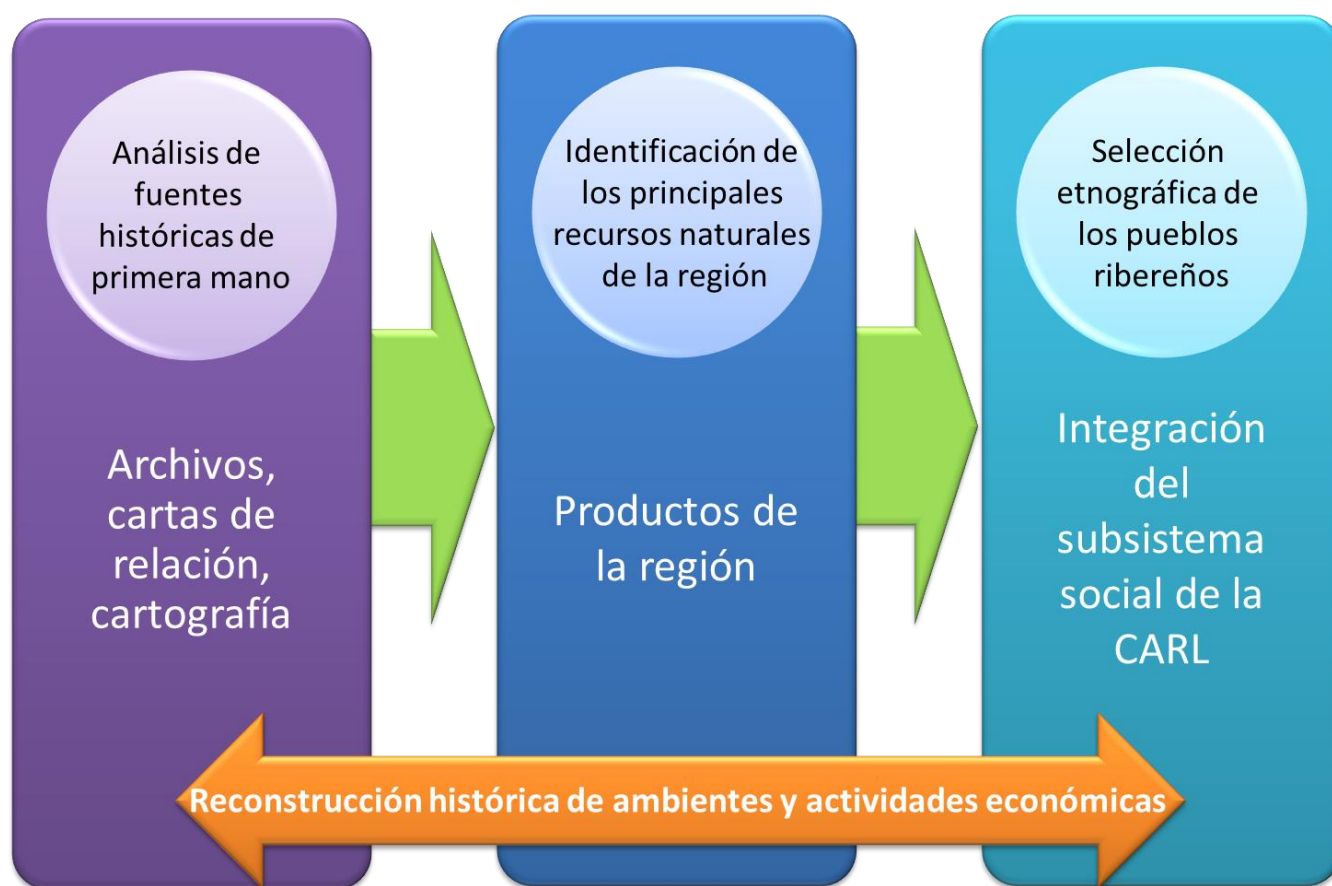 Análisis de
fuentes
históricas de
primera mano
Archivos,
cartas de
relación,
cartografía
Identificación de
los principales
recursos naturales
de la región
Productos de
la región
Selección
etnográfica de
los pueblos
ribereños
Integración
del
subsistema
social de la
CARL
Reconstrucción histórica de ambientes y actividades económicas